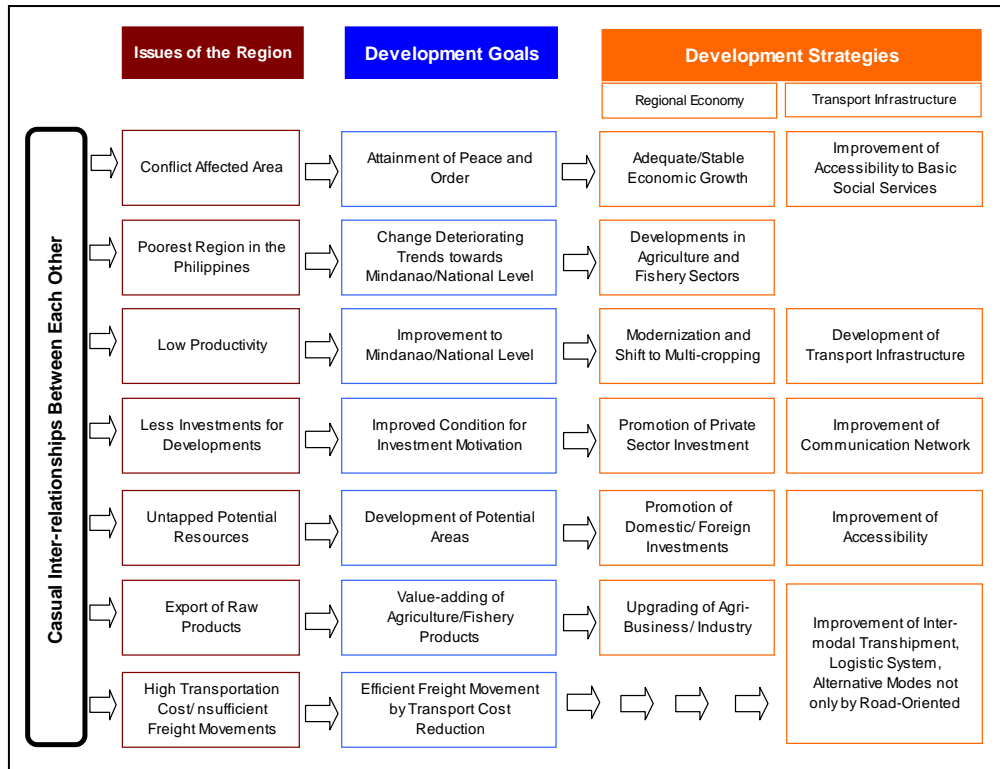 Issues of the Region
Development Goals
Development Strategies
Regional Economy
Transport Infrastructure
Casual Inter-relationships Between Each Other
Conflict Affected Area
Attainment of Peace and
Order
Adequate/Stable
Economic Growth
Improvement of
Accessibility to Basic
Social Services
Poorest Region in the
Philippines
Change Deteriorating
Trends towards
Mindanao/National Level
Developments in
Agriculture and
Fishery Sectors
Low Productivity
Improvement to
Mindanao/National Level
Modernization and
Shift to Multi-cropping
Development of
Transport Infrastructure
Less Investments for
Developments
Improved Condition for
Investment Motivation
Promotion of Private
Sector Investment
Improvement of
Communication Network
Untapped Potential
Resources
Development of Potential
Areas
Promotion of
Domestic/ Foreign
Investments
Improvement of
Accessibility
Export of Raw
Products
Value-adding of
Agriculture/Fishery
Products
Upgrading of Agri-
Business/ Industry
Improvement of Inter-
modal Transhipment,
Logistic System,
Alternative Modes not
only by Road-Oriented
High Transportation
Cost/ nsufficient
Freight Movements
Efficient Freight Movement
by Transport Cost
Reduction